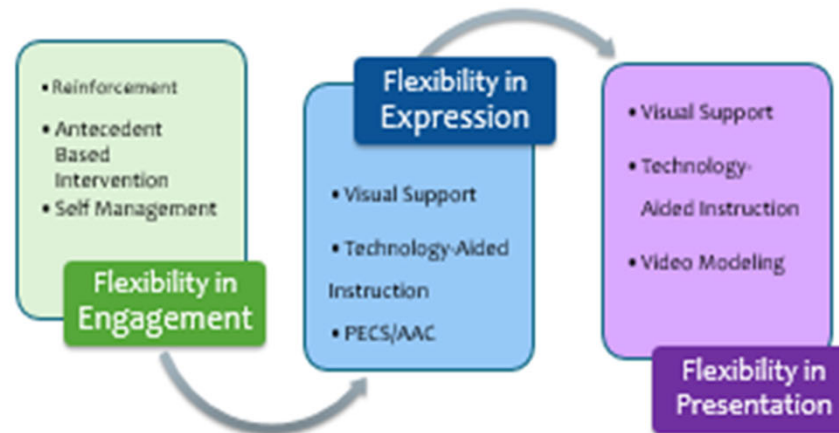 • Reinforcement
• Antecedent
Based
Intervention
• Self Management
Flexibility in
Engagement
Flexibility in
Expression
• Visual Support
• Technology-Aided
Instruction
• PECS/AAC
• Visual Support
• Technology-
Aided Instruction
• Video Modeling
Flexibility in
Presentation